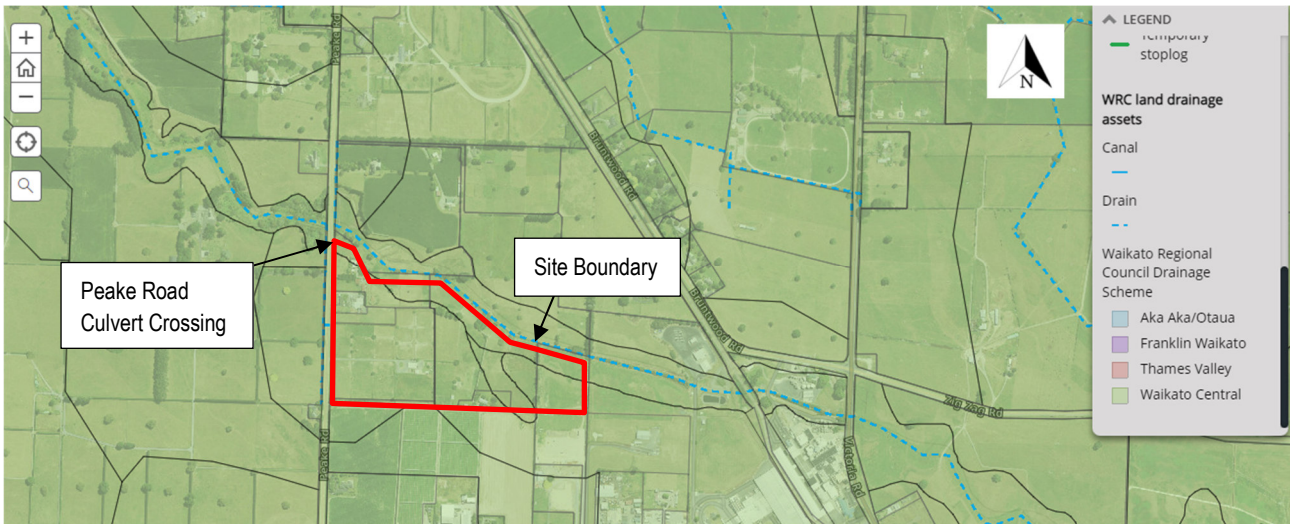 Peake Rd
Peake Road
Culvert Crossing
Site Boundary
Bruntwood Rd
Bruntwood Rd
Zig Zag Rd
Victoria Rd
Peake Rd
N
LEGEND
Temporary
stoplog
WRC land drainage
assets
Canal
Drain
Waikato Regional
Council Drainage
Scheme
Aka Aka/Otaua
Franklin Waikato
Thames Valley
Waikato Central